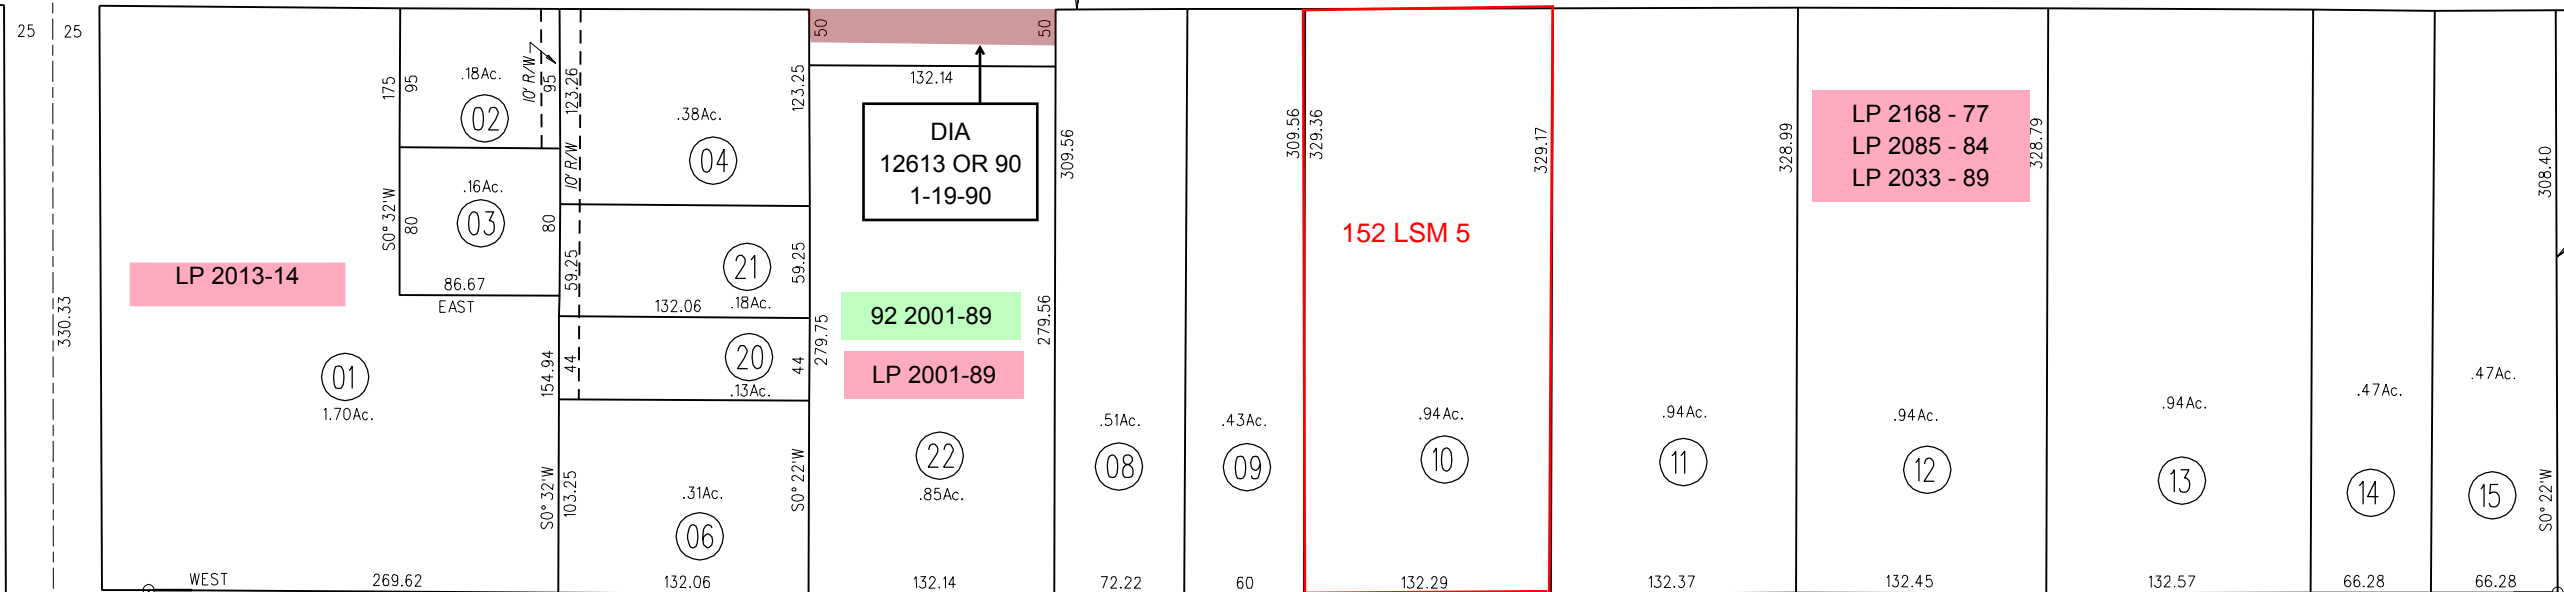 25
25
330.33
LP 2013-14
01
1.70Ac.
WEST
269.62
175
95
.18Ac.
02
10' R/W
95
S0° 32'W
80
.16Ac.
03
80
86.67
EAST
123.26
10' R/W
.38Ac.
04
123.25
59.25
21
59.25
132.06
.18Ac.
154.94
44
20
44
.13Ac.
S0° 32'W
103.25
.31Ac.
06
S0° 22'W
132.06
50
50
132.14
DIA
12613 OR 90
1-19-90
279.75
92 2001-89
LP 2001-89
279.56
22
.85Ac.
132.14
309.56
.51Ac.
08
72.22
309.56
.43Ac.
09
60
329.36
329.17
152 LSM 5
.94Ac.
10
132.29
328.99
.94Ac.
11
132.37
LP 2168 - 77
LP 2085 - 84
LP 2033 - 89
328.79
.94Ac.
12
132.45
.94Ac.
13
132.57
.47Ac.
14
66.28
308.40
.47Ac.
15
S0° 22'W
66.28